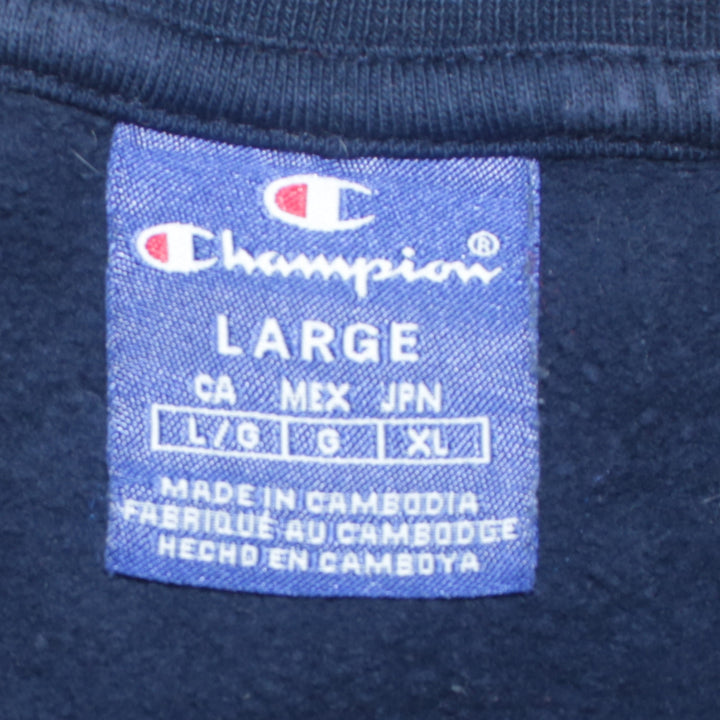 Champion®
LARGE
CA MEX JPN
L/G G XL
MADE IN CAMBODIA
FABRIQUÉ AU CAMBODGE
HECHO EN CAMBOYA